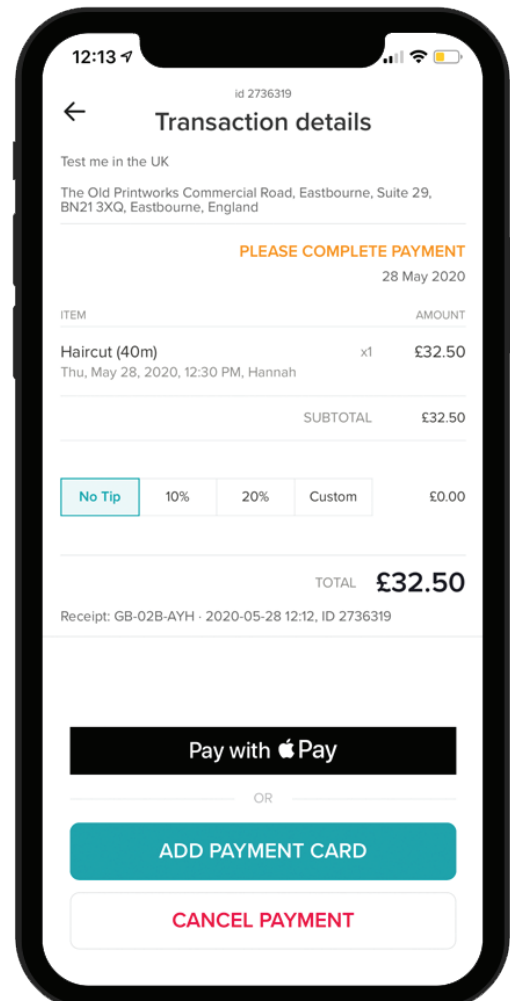 12:13
id 2736319
Transaction details
Test me in the UK
The Old Printworks Commercial Road, Eastbourne, Suite 29,
BN21 3XQ, Eastbourne, England
PLEASE COMPLETE PAYMENT
28 May 2020
ITEM AMOUNT
Haircut (40m) x1 £32.50
Thu, May 28, 2020, 12:30 PM, Hannah
SUBTOTAL £32.50
No Tip 10% 20% Custom £0.00
TOTAL £32.50
Receipt: GB-02B-AYH · 2020-05-28 12:12, ID 2736319
Pay with Pay
OR
ADD PAYMENT CARD
CANCEL PAYMENT